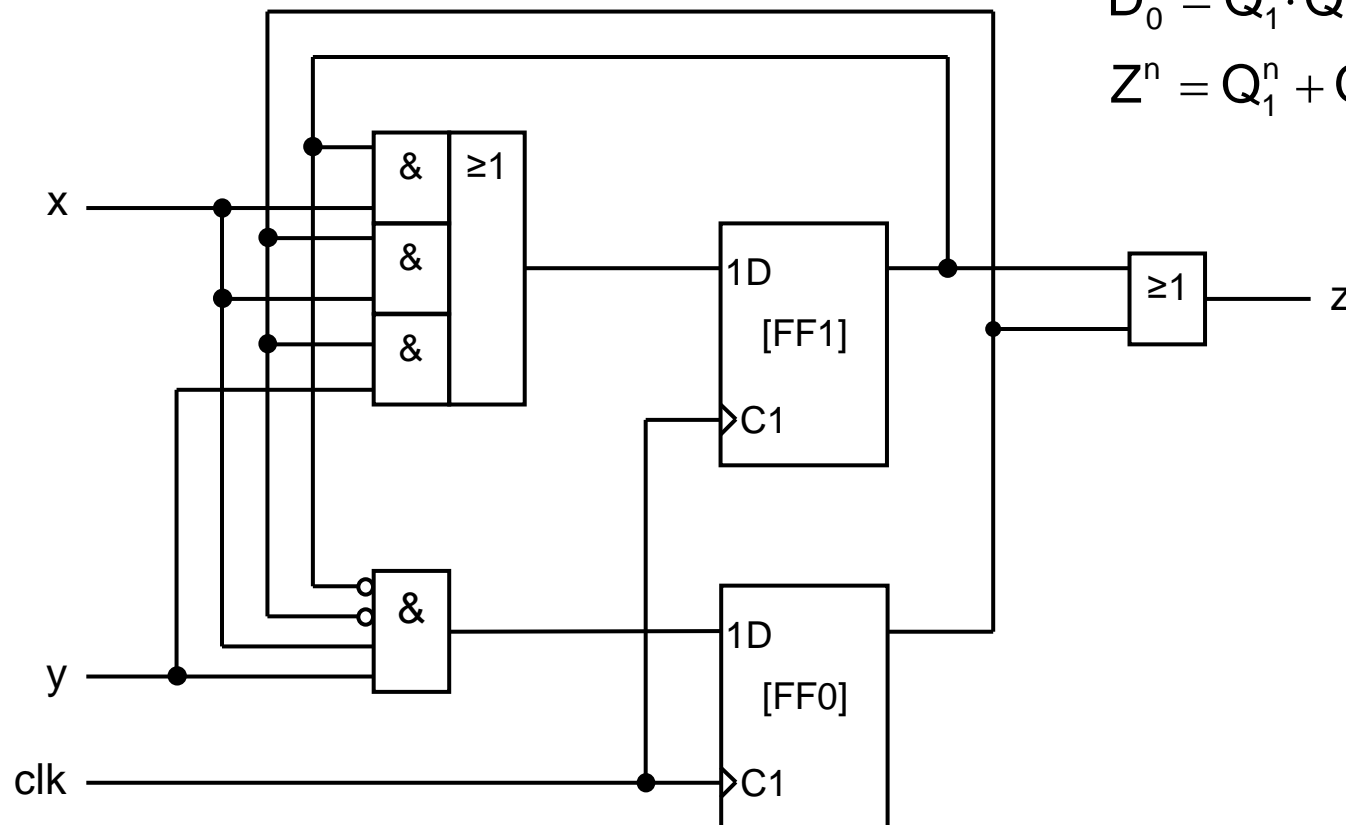 D₀ = Q₁·Q
Zⁿ = Q₁ⁿ +
& ≥1
x
&
1D
≥1
z
&
[FF1]
C1
&
1D
y
[FF0]
clk
C1